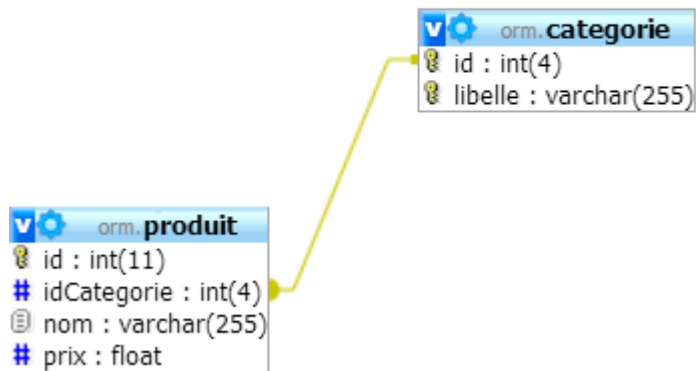 v orm.categorie
id : int(4)
libelle : varchar(255)
v orm.produit
id : int(11)
# idCategorie : int(4)
nom : varchar(255)
# prix : float